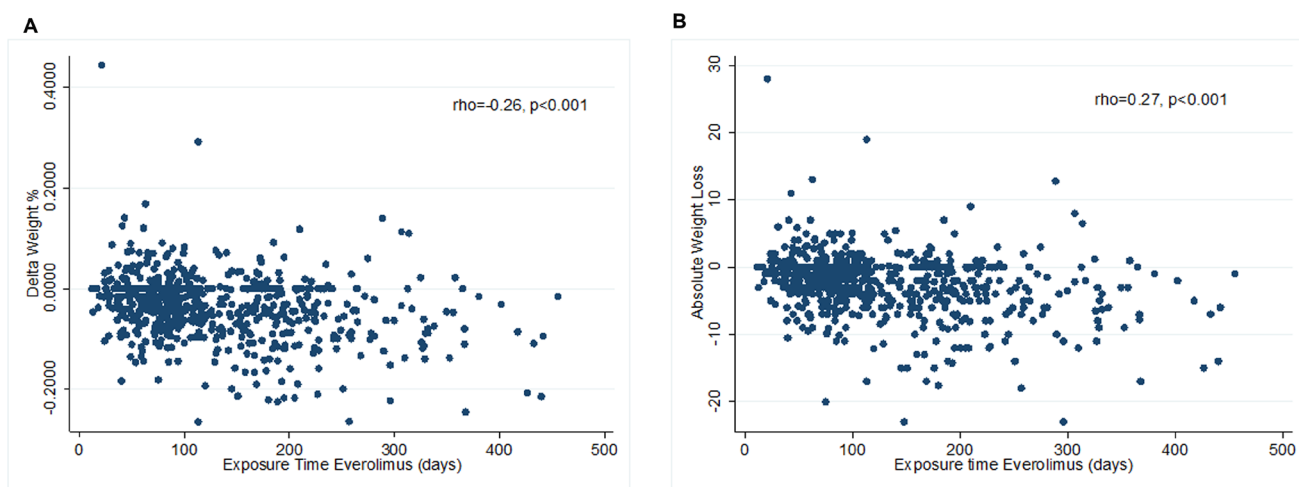 A
B
rho=-0.26, p<0.001
Delta Weight %
0.4000
0.2000
0.0000
-0.2000
0
100
200
300
400
500
Exposure Time Everolimus (days)
rho=0.27, p<0.001
Absolute Weight Loss
30
20
10
0
-10
-20
0
100
200
300
400
500
Exposure time Everolimus (days)